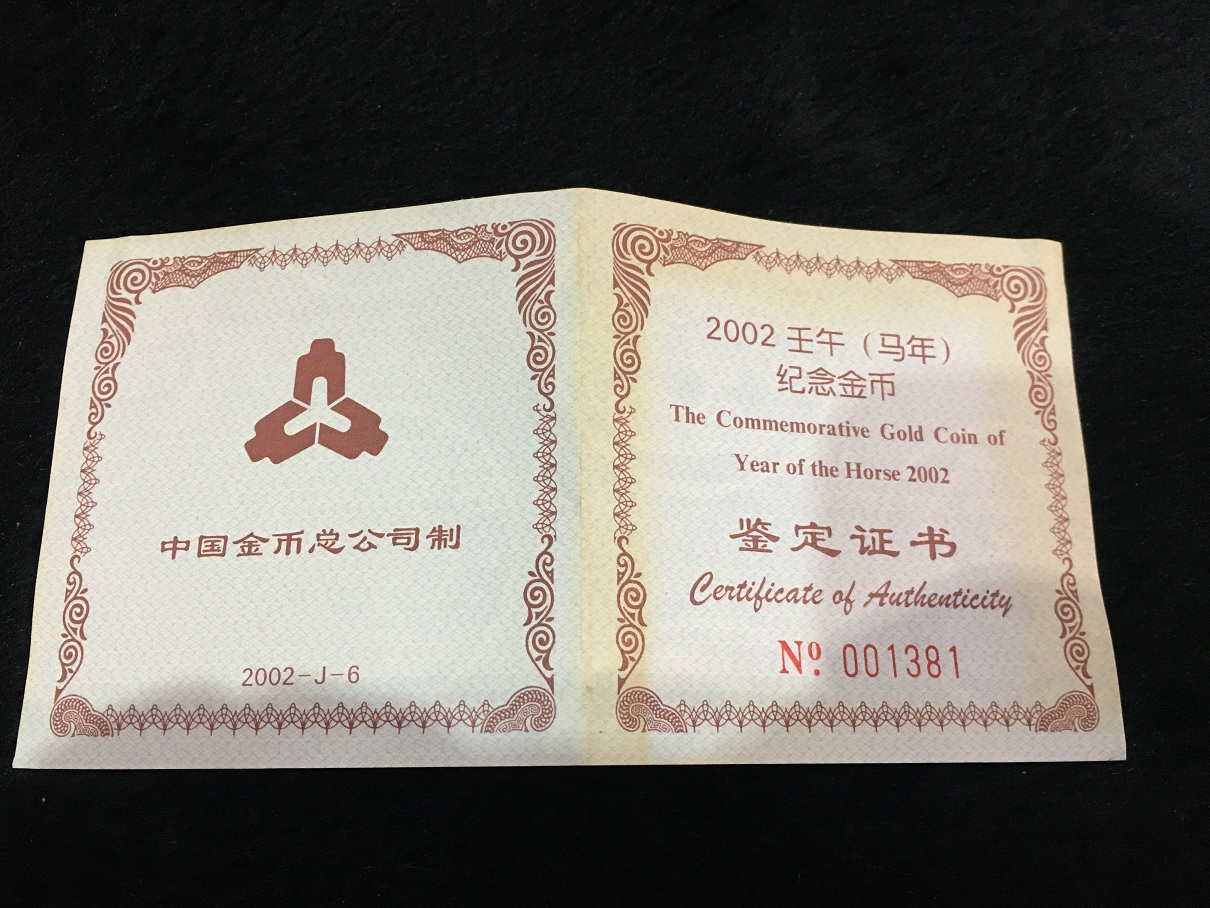 中国金币总公司制
2002-J-6
2002 壬午（马年）
纪念金币
The Commemorative Gold Coin of
Year of the Horse 2002
鉴定证书
Certificate of Authenticity
Nº. 001381